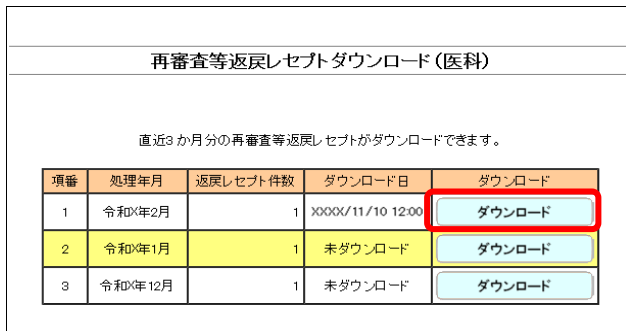 再審査等返戻レセプトダウンロード(医科)
直近3か月分の再審査等返戻レセプトがダウンロードできます。
項番 処理年月 返戻レセプト件数 ダウンロード日 ダウンロード
1 令和X年2月 1 XXXX/11/10 12:00 ダウンロード
2 令和X年1月 1 未ダウンロード ダウンロード
3 令和X年12月 1 未ダウンロード ダウンロード